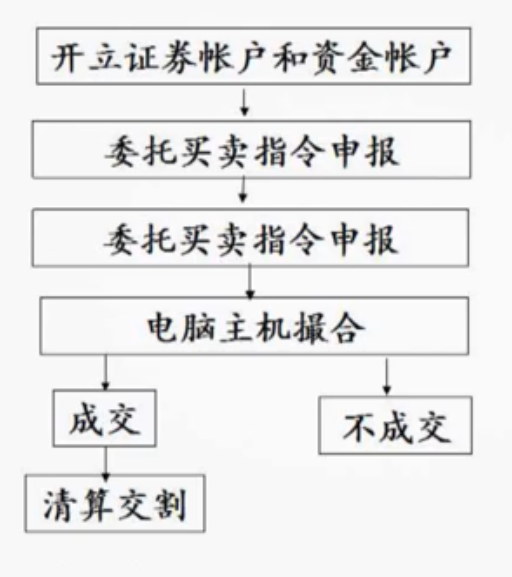 开立证券帐户和资金帐户
委托买卖指令申报
委托买卖指令申报
电脑主机撮合
成交
不成交
清算交割